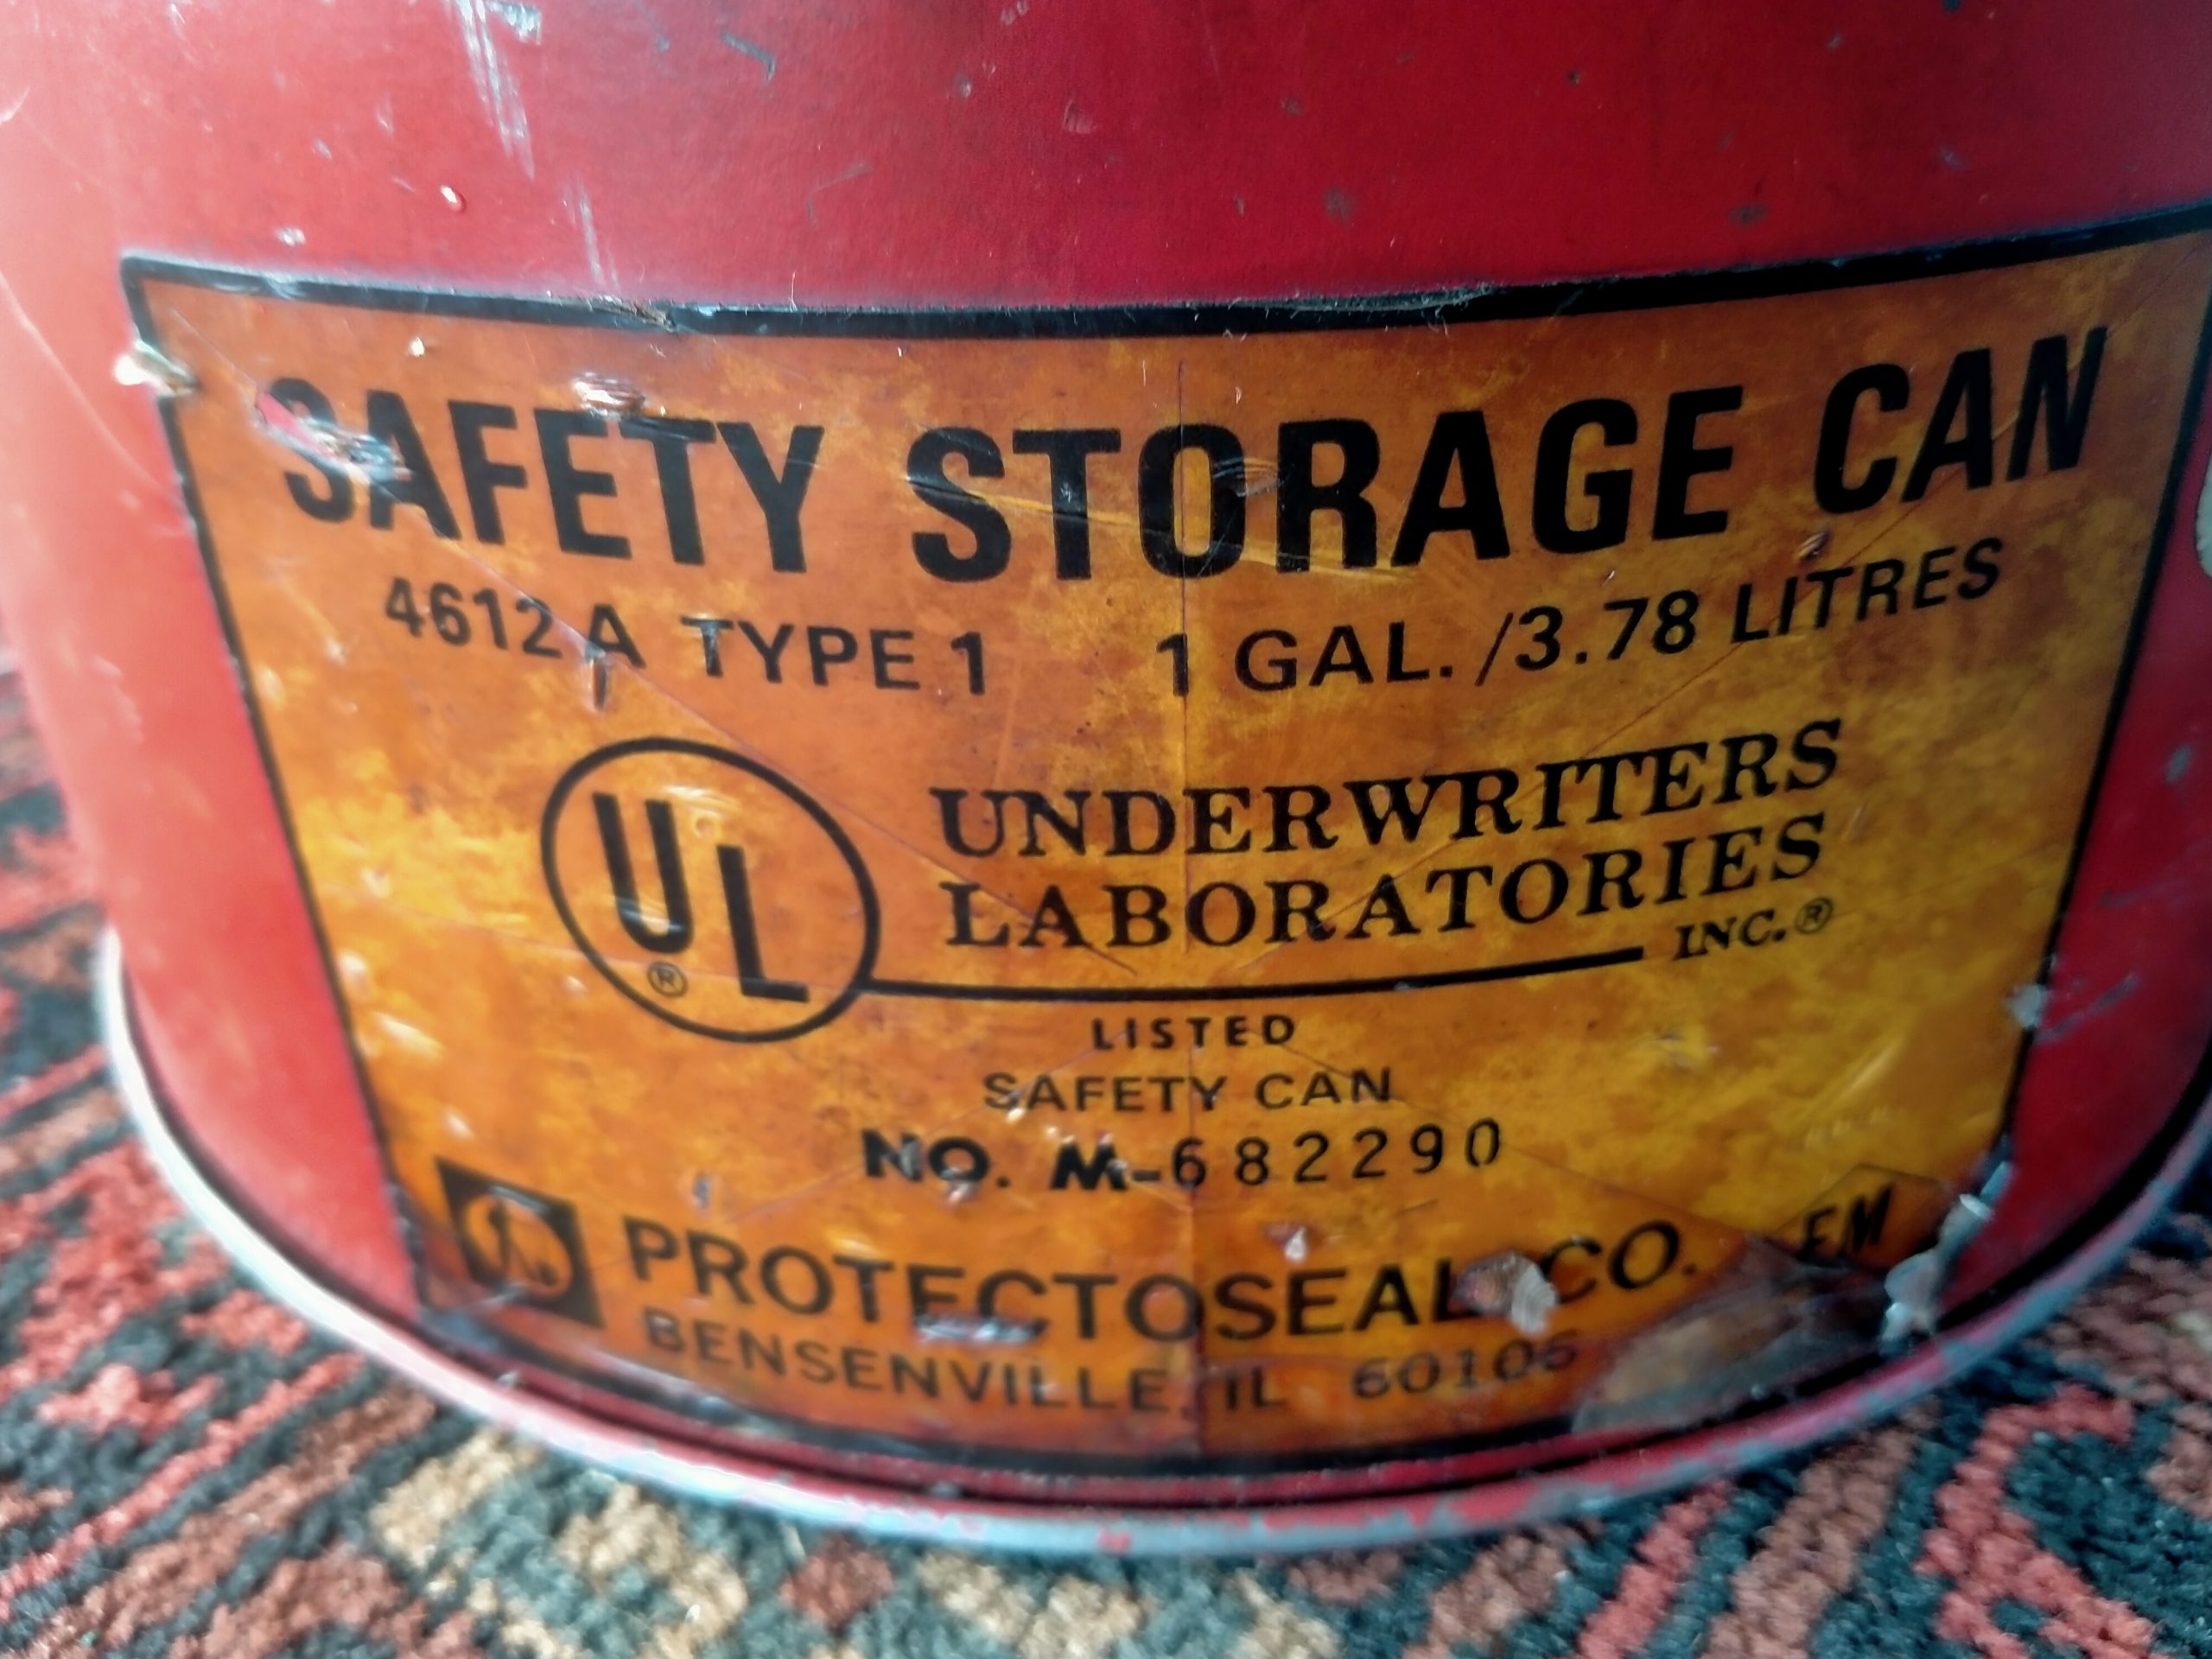 SAFETY STORAGE CAN
4612 A TYPE 1 1 GAL./3.78 LITRES
UL® UNDERWRITERS
LABORATORIES
INC.®
LISTED
SAFETY CAN
NO. M-682290
PROTECTOSEAL CO.
FM
BENSENVILLE, IL 60106